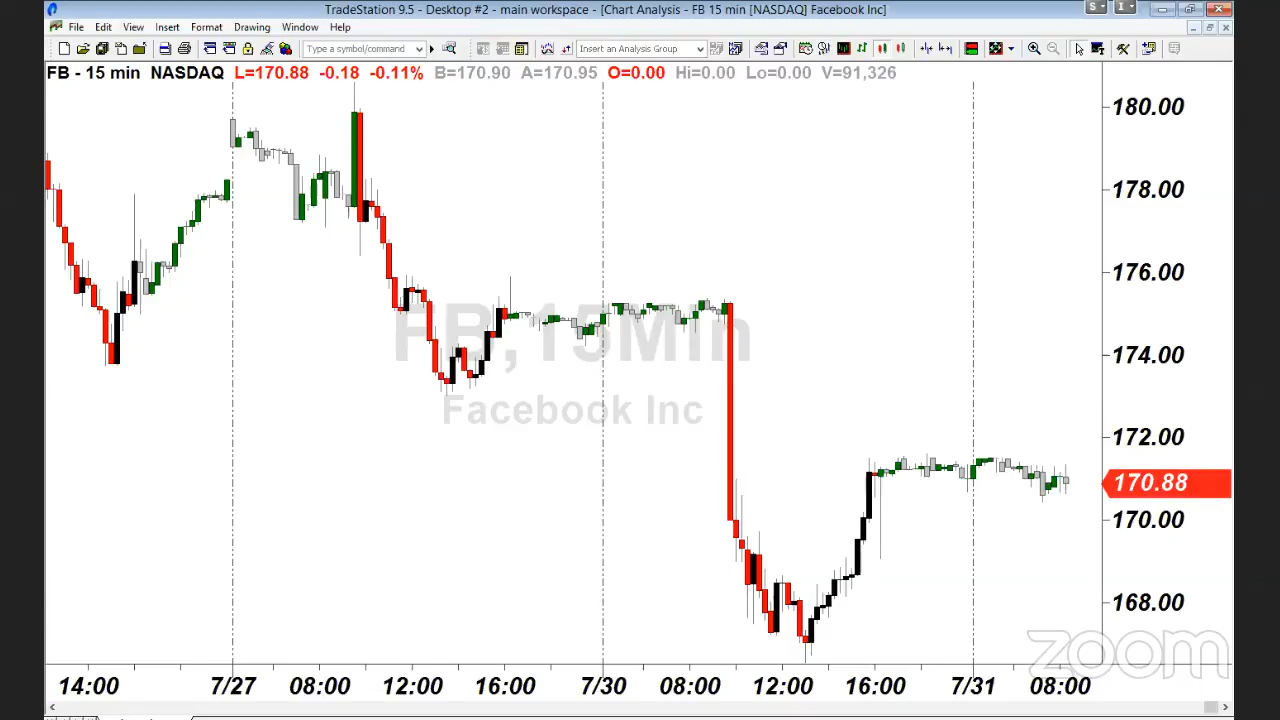 TradeStation 9.5 - Desktop #2 - main workspace - [Chart Analysis - FB 15 min [NASDAQ] Facebook Inc]
S I
File Edit View Insert Format Drawing Window Help
Type a symbol/command Insert an Analysis Group
FB - 15 min NASDAQ L=170.88 -0.18 -0.11% B=170.90 A=170.95 O=0.00 Hi=0.00 Lo=0.00 V=91,326
180.00
178.00
176.00
FB,15Min
174.00
Facebook Inc
172.00
170.88
170.00
168.00
zoom
14:00 7/27 08:00 12:00 16:00 7/30 08:00 12:00 16:00 7/31 08:00